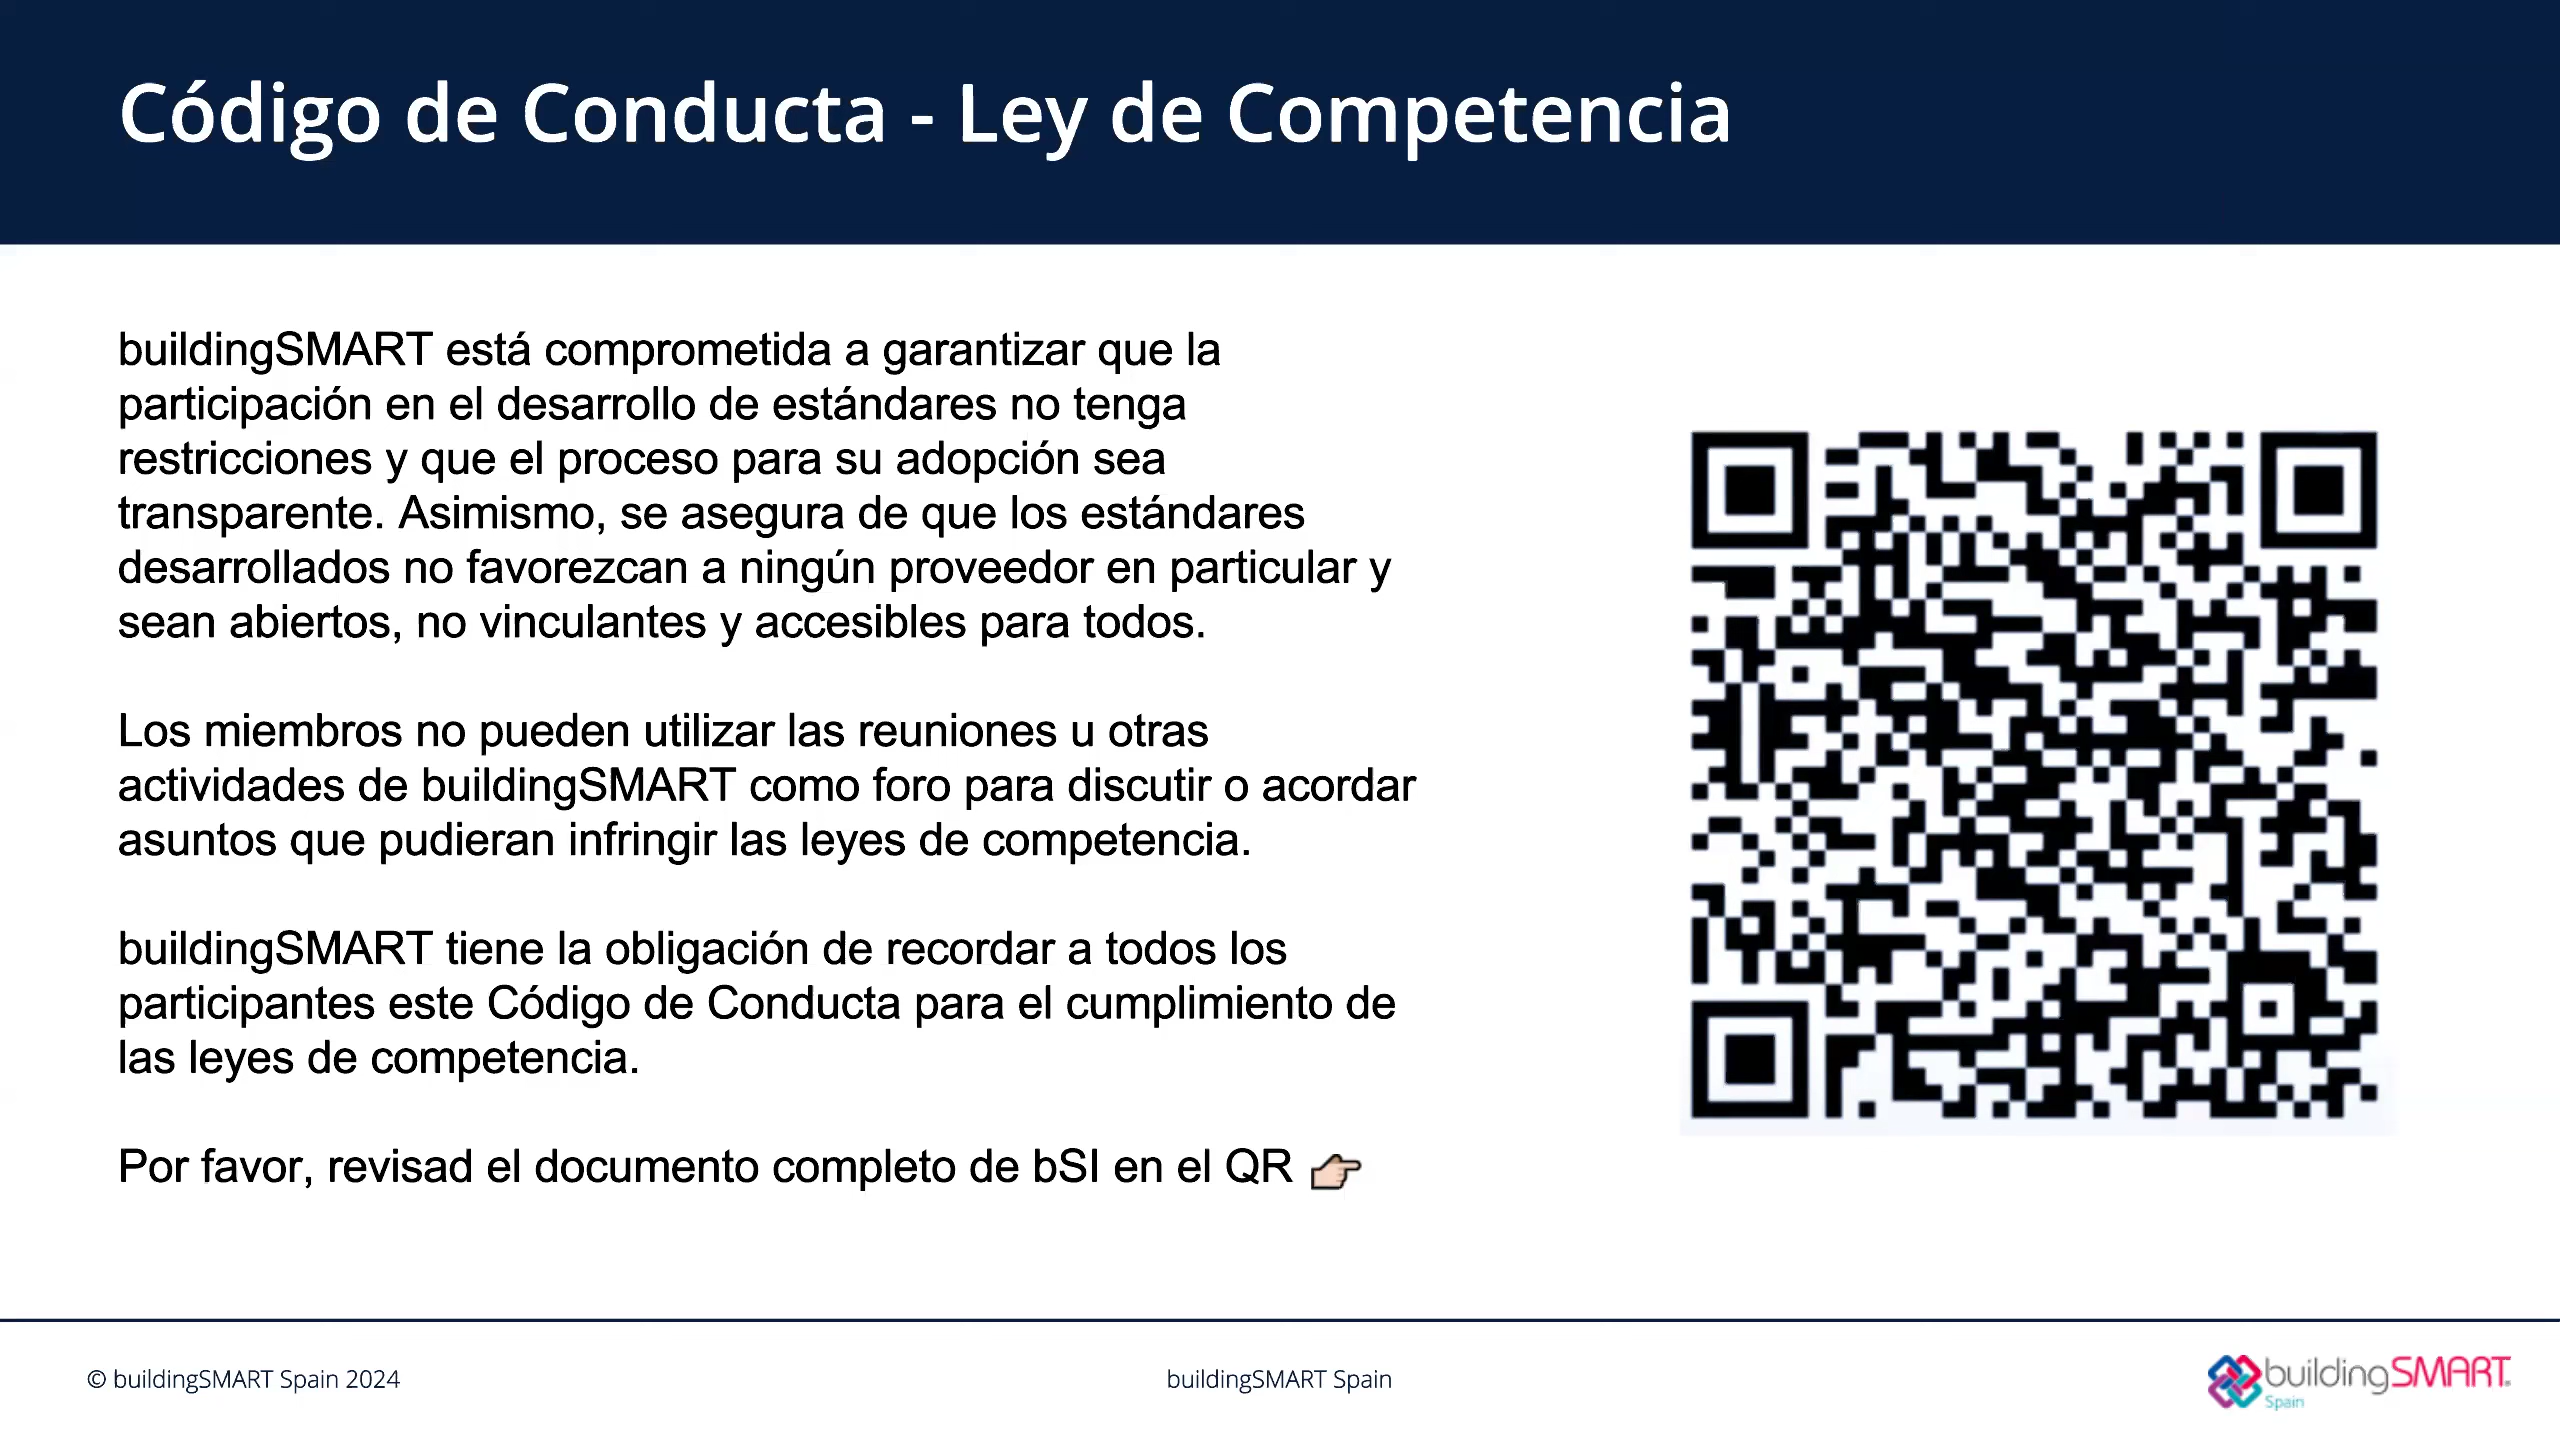 Código de Conducta - Ley de Competencia
buildingSMART está comprometida a garantizar que la
participación en el desarrollo de estándares no tenga
restricciones y que el proceso para su adopción sea
transparente. Asimismo, se asegura de que los estándares
desarrollados no favorezcan a ningún proveedor en particular y
sean abiertos, no vinculantes y accesibles para todos.
Los miembros no pueden utilizar las reuniones u otras
actividades de buildingSMART como foro para discutir o acordar
asuntos que pudieran infringir las leyes de competencia.
buildingSMART tiene la obligación de recordar a todos los
participantes este Código de Conducta para el cumplimiento de
las leyes de competencia.
Por favor, revisad el documento completo de bSI en el QR 👉🏻
© buildingSMART Spain 2024
buildingSMART Spain
buildingSMART
Spain